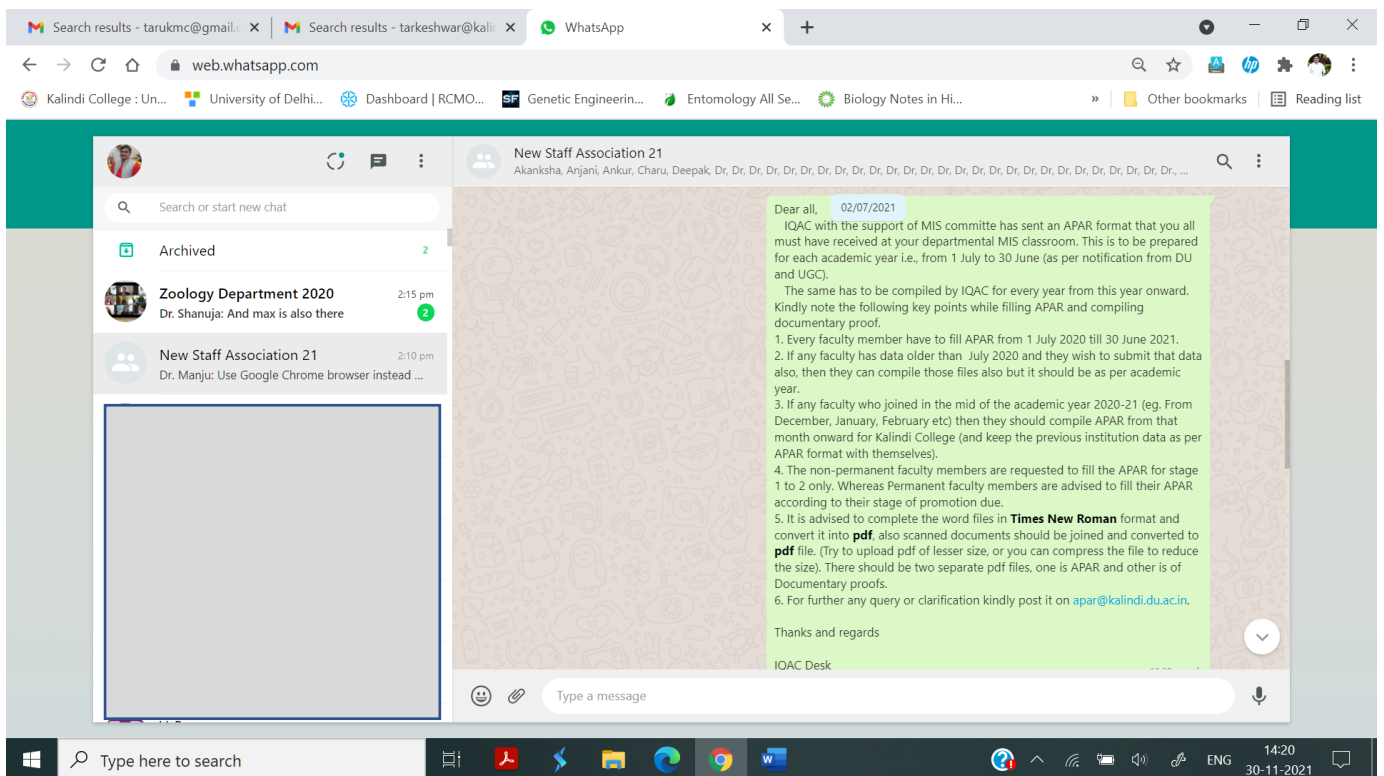 Search results - tarukmc@gmail.c
Search results - tarkeshwar@kali
WhatsApp
web.whatsapp.com
Kalindi College : Un...
University of Delhi...
Dashboard | RCMO...
SF Genetic Engineerin...
Entomology All Se...
Biology Notes in Hi...
»
Other bookmarks
Reading list
Search or start new chat
Archived 2
Zoology Department 2020 2:15 pm
Dr. Shanuja: And max is also there 2
New Staff Association 21 2:10 pm
Dr. Manju: Use Google Chrome browser instead ...
New Staff Association 21
Akanksha, Anjani, Ankur, Charu, Deepak, Dr, Dr, Dr, Dr, Dr, Dr, Dr, Dr, Dr, Dr, Dr, Dr, Dr, Dr, Dr, Dr, Dr, Dr, Dr, Dr, Dr, Dr, Dr, Dr, Dr, Dr., ...
02/07/2021
Dear all,
IQAC with the support of MIS committe has sent an APAR format that you all
must have received at your departmental MIS classroom. This is to be prepared
for each academic year i.e., from 1 July to 30 June (as per notification from DU
and UGC).
The same has to be compiled by IQAC for every year from this year onward.
Kindly note the following key points while filling APAR and compiling
documentary proof.
1. Every faculty member have to fill APAR from 1 July 2020 till 30 June 2021.
2. If any faculty has data older than July 2020 and they wish to submit that data
also, then they can compile those files also but it should be as per academic
year.
3. If any faculty who joined in the mid of the academic year 2020-21 (eg. From
December, January, February etc) then they should compile APAR from that
month onward for Kalindi College (and keep the previous institution data as per
APAR format with themselves).
4. The non-permanent faculty members are requested to fill the APAR for stage
1 to 2 only. Whereas Permanent faculty members are advised to fill their APAR
according to their stage of promotion due.
5. It is advised to complete the word files in Times New Roman format and
convert it into pdf, also scanned documents should be joined and converted to
pdf file. (Try to upload pdf of lesser size, or you can compress the file to reduce
the size). There should be two separate pdf files, one is APAR and other is of
Documentary proofs.
6. For further any query or clarification kindly post it on apar@kalindi.du.ac.in.
Thanks and regards
IQAC Desk
Type a message
Type here to search
ENG
14:20
30-11-2021